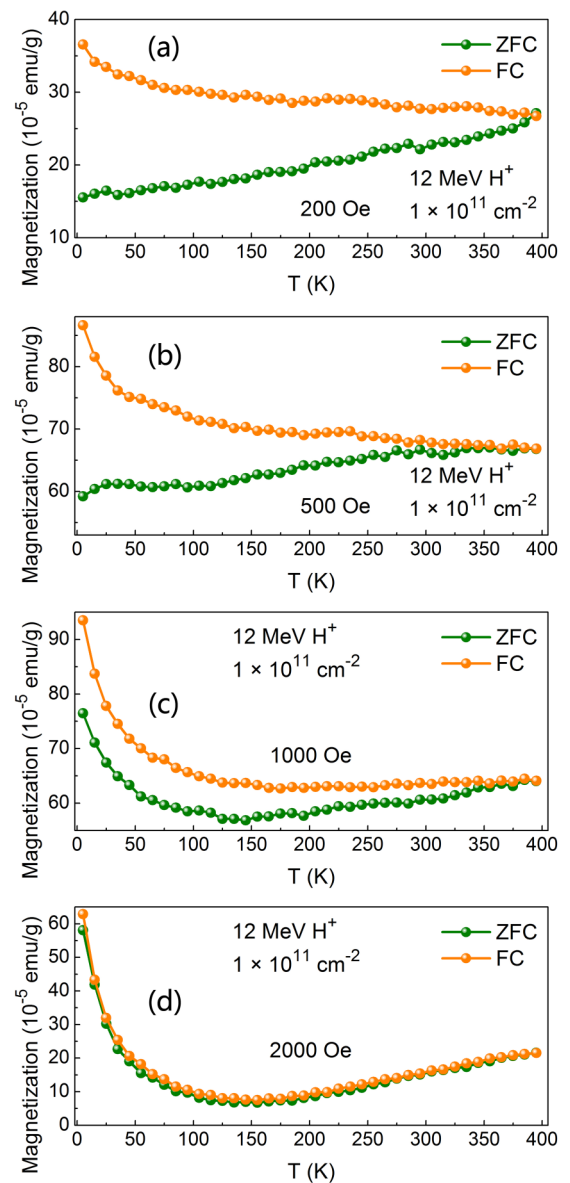 40
30
20
10
Magnetization (10⁻⁵ emu/g)
(a)
ZFC
FC
200 Oe
12 MeV H⁺
1 × 10¹¹ cm⁻²
0 50 100 150 200 250 300 350 400
T (K)
80
70
60
Magnetization (10⁻⁵ emu/g)
(b)
ZFC
FC
500 Oe
12 MeV H⁺
1 × 10¹¹ cm⁻²
0 50 100 150 200 250 300 350 400
T (K)
90
80
70
60
Magnetization (10⁻⁵ emu/g)
12 MeV H⁺
1 × 10¹¹ cm⁻²
ZFC
FC
(c)
1000 Oe
0 50 100 150 200 250 300 350 400
T (K)
60
50
40
30
20
10
0
Magnetization (10⁻⁵ emu/g)
12 MeV H⁺
1 × 10¹¹ cm⁻²
ZFC
FC
(d)
2000 Oe
0 50 100 150 200 250 300 350 400
T (K)